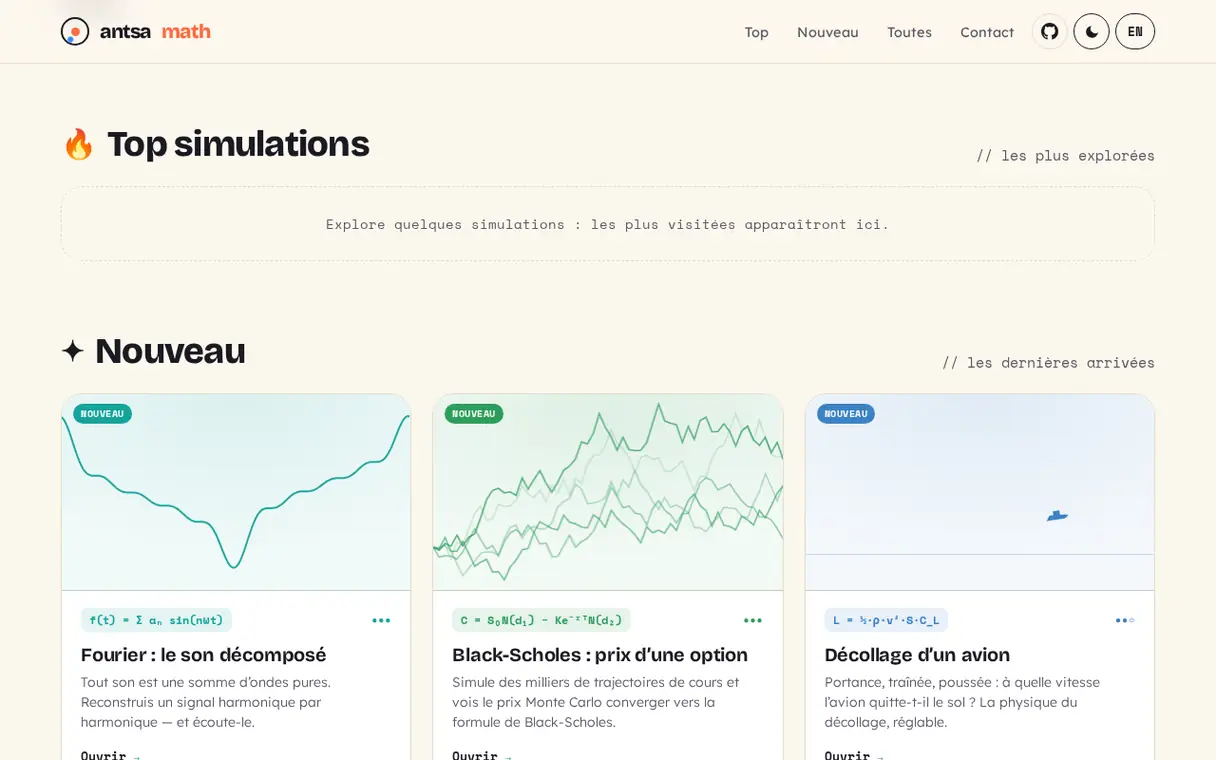 antsa math
Top Nouveau Toutes Contact EN
🔥 Top simulations
// les plus explorées
Explore quelques simulations : les plus visitées apparaîtront ici.
✦ Nouveau
// les dernières arrivées
NOUVEAU
f(t) = Σ aₙ sin(nωt)
Fourier : le son décomposé
Tout son est une somme d’ondes pures.
Reconstruis un signal harmonique par
harmonique — et écoute-le.
Ouvrir →
NOUVEAU
C = S₀N(d₁) − Ke⁻ʳᵀN(d₂)
Black-Scholes : prix d’une option
Simule des milliers de trajectoires de cours et
vois le prix Monte Carlo converger vers la
formule de Black-Scholes.
Ouvrir →
NOUVEAU
L = ½·ρ·v²·S·C_L
Décollage d’un avion
Portance, traînée, poussée : à quelle vitesse
l’avion quitte-t-il le sol ? La physique du
décollage, réglable.
Ouvrir →